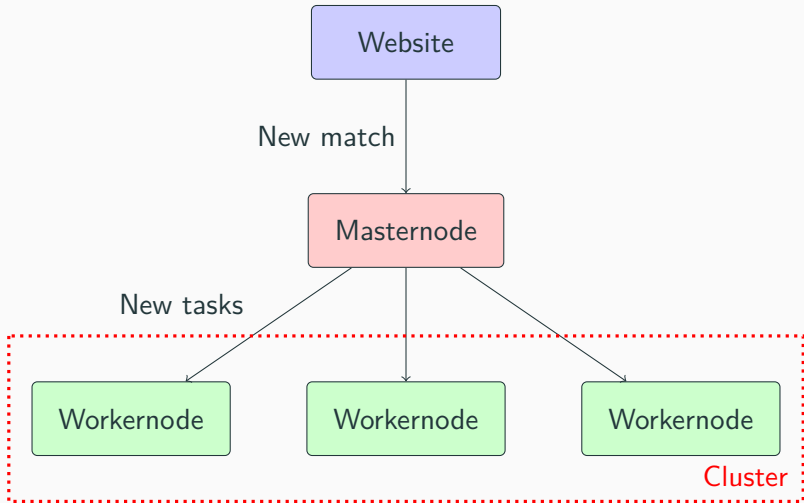 Website
New match
Masternode
New tasks
Workernode
Workernode
Workernode
Cluster